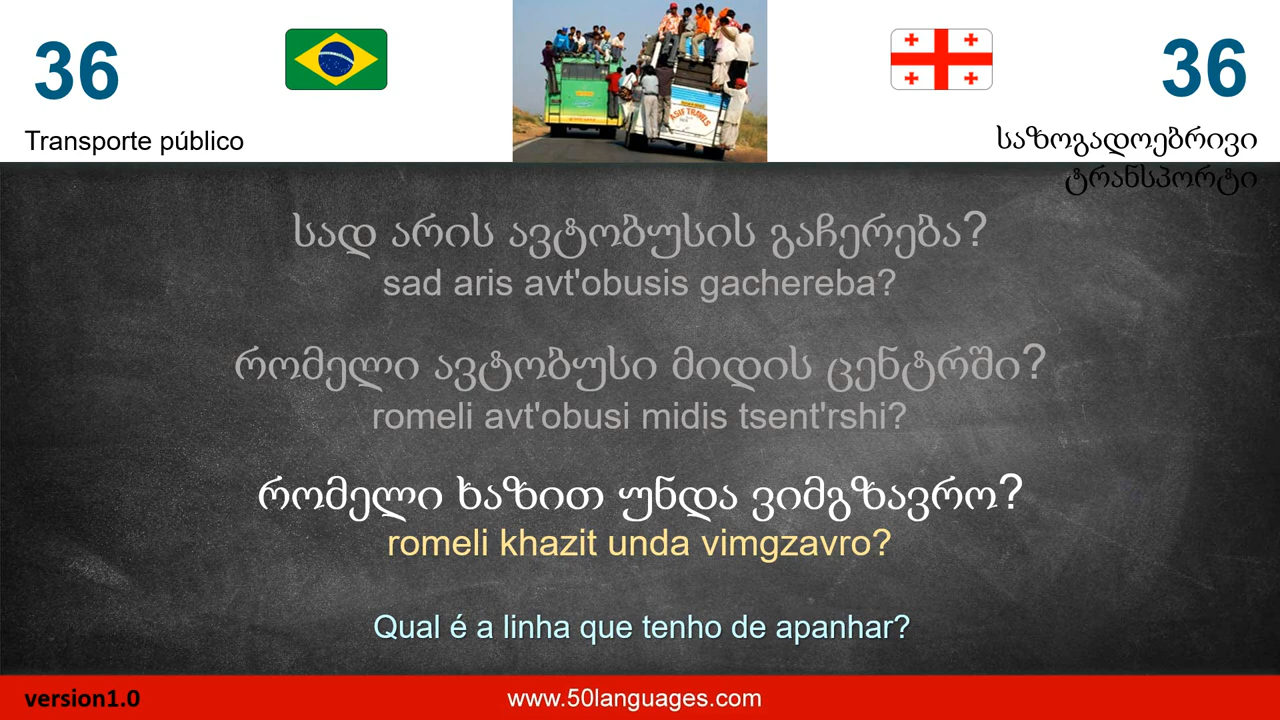 36
36
Transporte público
საზოგადოებრივი
ტრანსპორტი
ASIF TRAVELS
სად არის ავტობუსის გაჩერება?
sad aris avt'obusis gachereba?
რომელი ავტობუსი მიდის ცენტრში?
romeli avt'obusi midis tsent'rshi?
რომელი ხაზით უნდა ვიმგზავრო?
romeli khazit unda vimgzavro?
Qual é a linha que tenho de apanhar?
version1.0
www.50languages.com